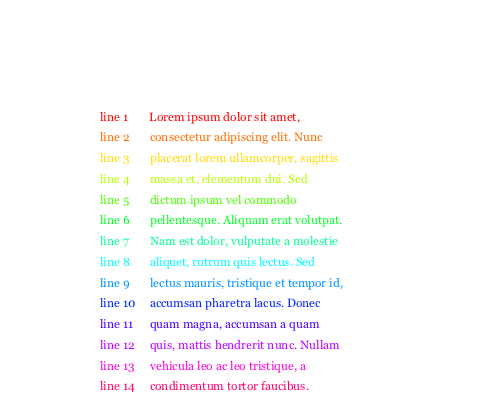 line 1 Lorem ipsum dolor sit amet,
line 2 consectetur adipiscing elit. Nunc
line 3 placerat lorem ullamcorper, sagittis
line 4 massa et, elementum dui. Sed
line 5 dictum ipsum vel commodo
line 6 pellentesque. Aliquam erat volutpat.
line 7 Nam est dolor, vulputate a molestie
line 8 aliquet, rutrum quis lectus. Sed
line 9 lectus mauris, tristique et tempor id,
line 10 accumsan pharetra lacus. Donec
line 11 quam magna, accumsan a quam
line 12 quis, mattis hendrerit nunc. Nullam
line 13 vehicula leo ac leo tristique, a
line 14 condimentum tortor faucibus.